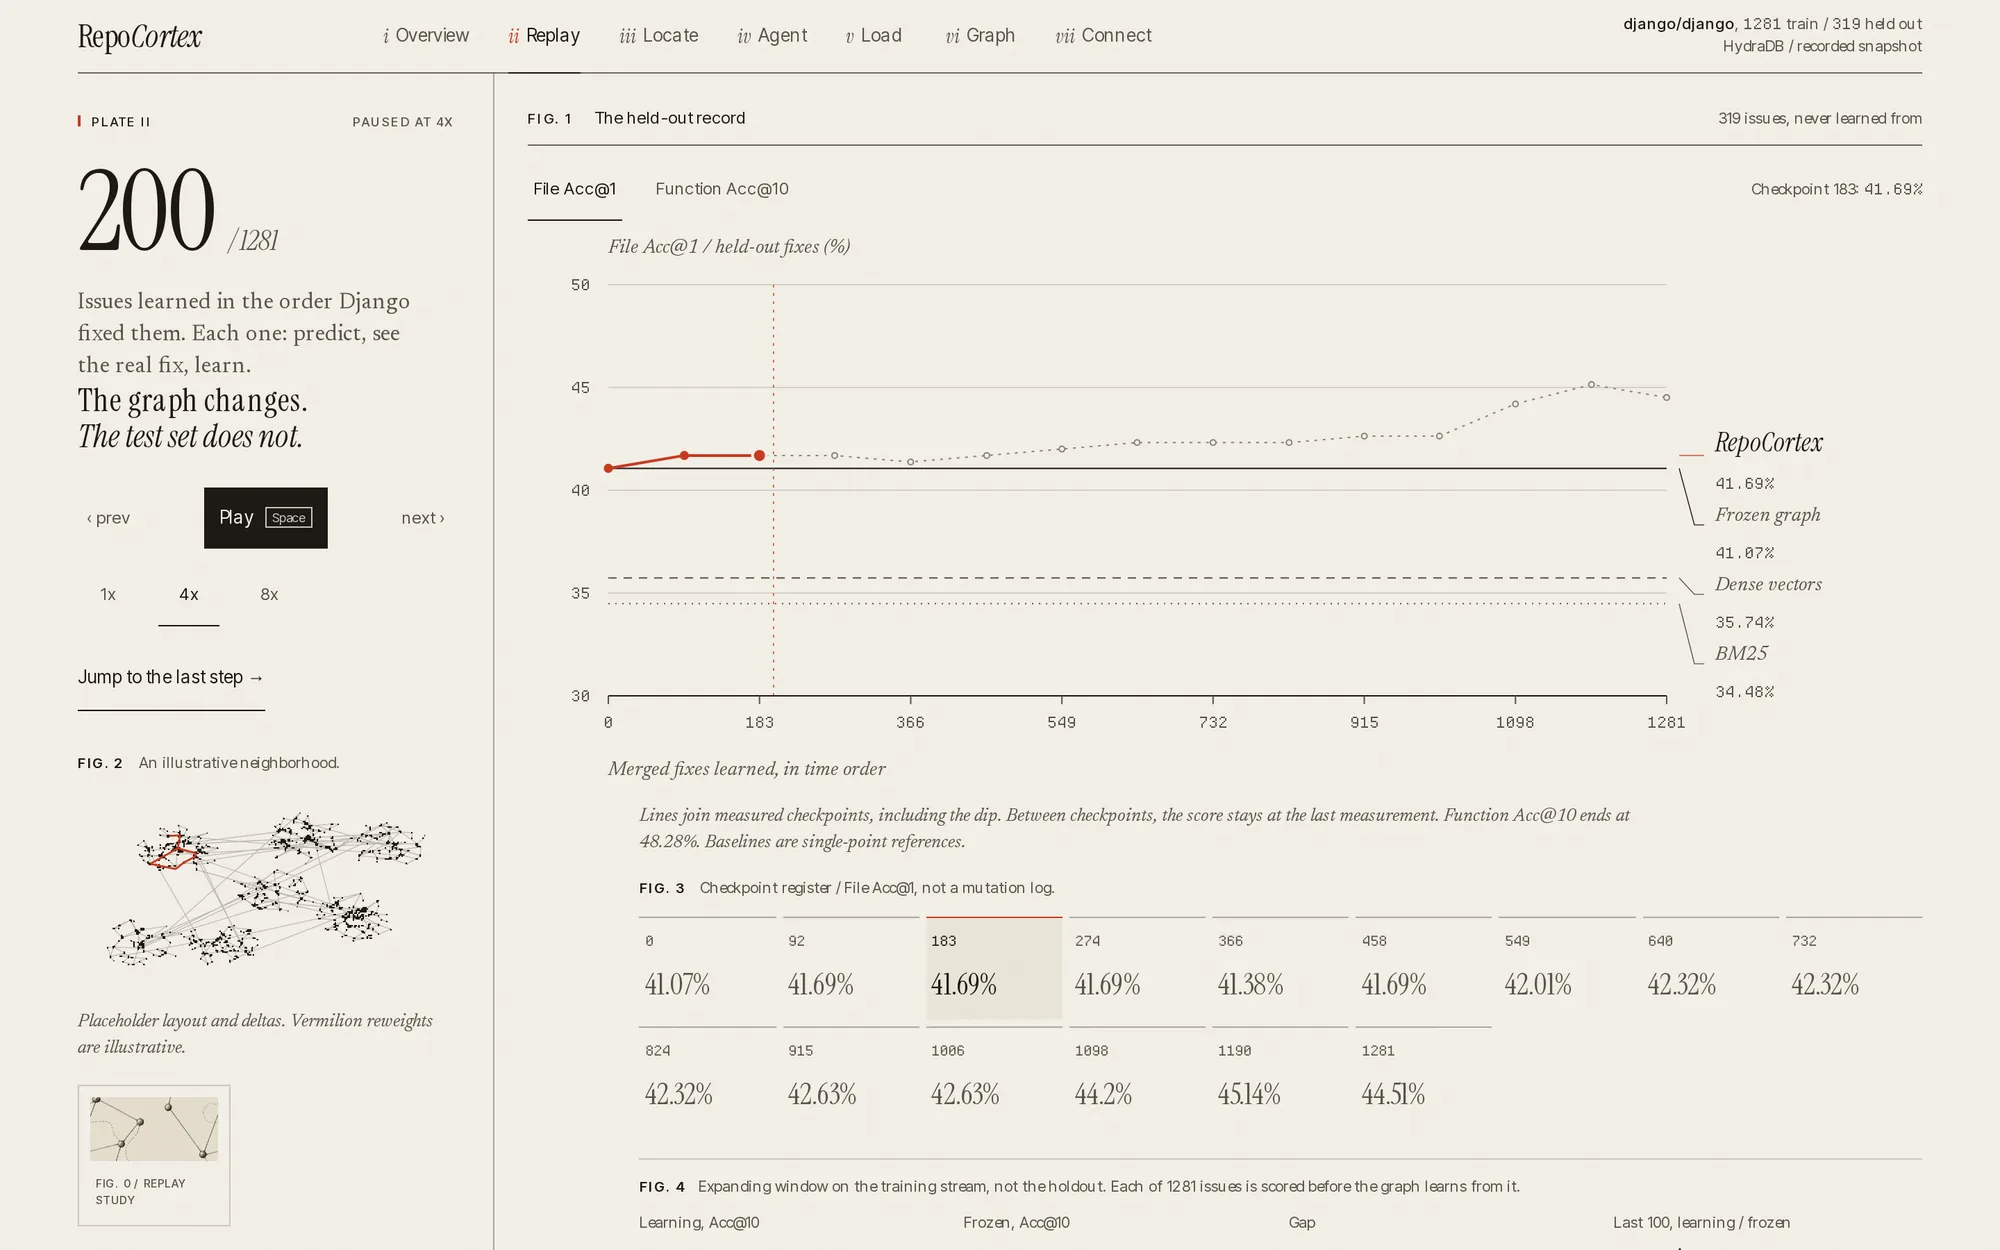 RepoCortex
i Overview
ii Replay
iii Locate
iv Agent
v Load
vi Graph
vii Connect
django/django, 1281 train / 319 held out
HydraDB / recorded snapshot
PLATE II
PAUSED AT 4X
200 /1281
Issues learned in the order Django
fixed them. Each one: predict, see
the real fix, learn.
The graph changes.
The test set does not.
‹ prev
Play Space
next ›
1x
4x
8x
Jump to the last step →
FIG. 2 An illustrative neighborhood.
Placeholder layout and deltas. Vermilion reweights
are illustrative.
FIG. 0 / REPLAY
STUDY
FIG. 1 The held-out record
319 issues, never learned from
File Acc@1
Function Acc@10
Checkpoint 183: 41.69%
File Acc@1 / held-out fixes (%)
50
45
40
35
30
0
183
366
549
732
915
1098
1281
RepoCortex
41.69%
Frozen graph
41.07%
Dense vectors
35.74%
BM25
34.48%
Merged fixes learned, in time order
Lines join measured checkpoints, including the dip. Between checkpoints, the score stays at the last measurement. Function Acc@10 ends at
48.28%. Baselines are single-point references.
FIG. 3 Checkpoint register / File Acc@1, not a mutation log.
0
92
183
274
366
458
549
640
732
41.07%
41.69%
41.69%
41.69%
41.38%
41.69%
42.01%
42.32%
42.32%
824
915
1006
1098
1190
1281
42.32%
42.63%
42.63%
44.2%
45.14%
44.51%
FIG. 4 Expanding window on the training stream, not the holdout. Each of 1281 issues is scored before the graph learns from it.
Learning, Acc@10
Frozen, Acc@10
Gap
Last 100, learning / frozen